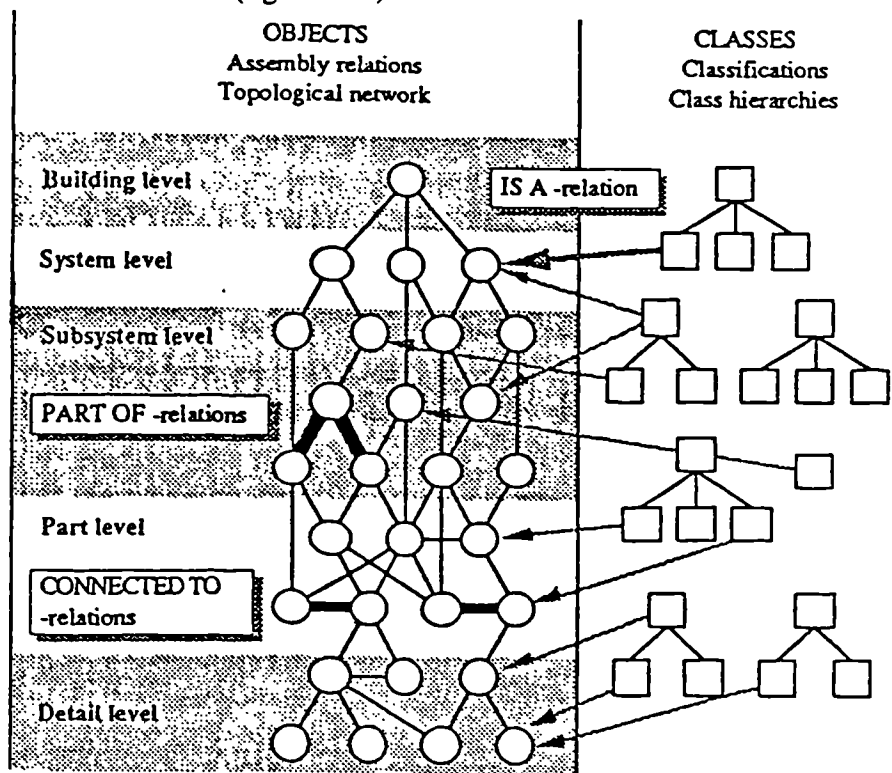 OBJECTS
Assembly relations
Topological network
CLASSES
Classifications
Class hierarchies
Building level
IS A -relation
System level
Subsystem level
PART OF -relations
Part level
CONNECTED TO
-relations
Detail level